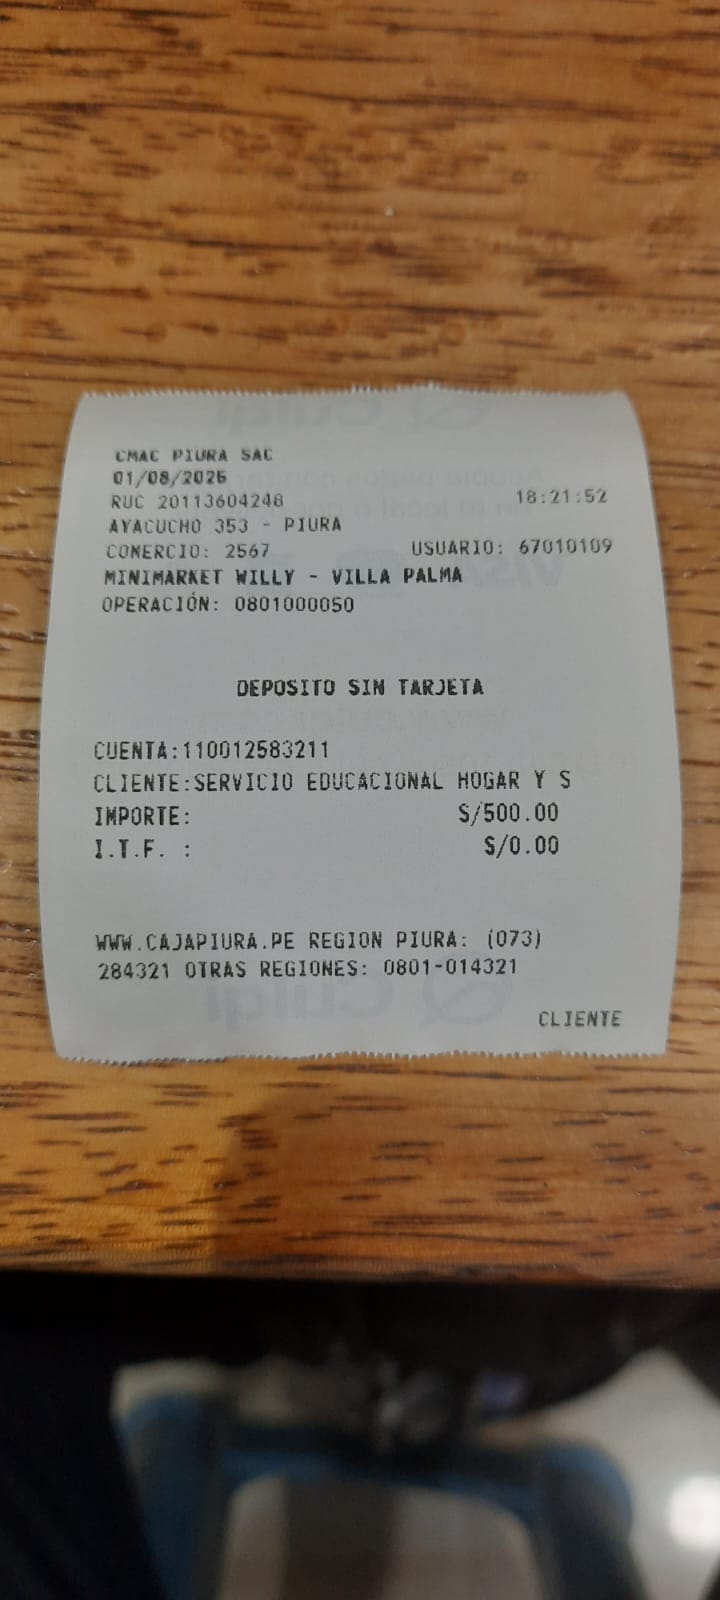 CMAC PIURA SAC
01/08/2025
RUC 20113604248 18:21:52
AYACUCHO 353 - PIURA
COMERCIO: 2567 USUARIO: 67010109
MINIMARKET WILLY - VILLA PALMA
OPERACIÓN: 0801000050
DEPOSITO SIN TARJETA
CUENTA:110012583211
CLIENTE:SERVICIO EDUCACIONAL HOGAR Y S
IMPORTE: S/500.00
I.T.F. : S/0.00
WWW.CAJAPIURA.PE REGION PIURA: (073)
284321 OTRAS REGIONES: 0801-014321
CLIENTE